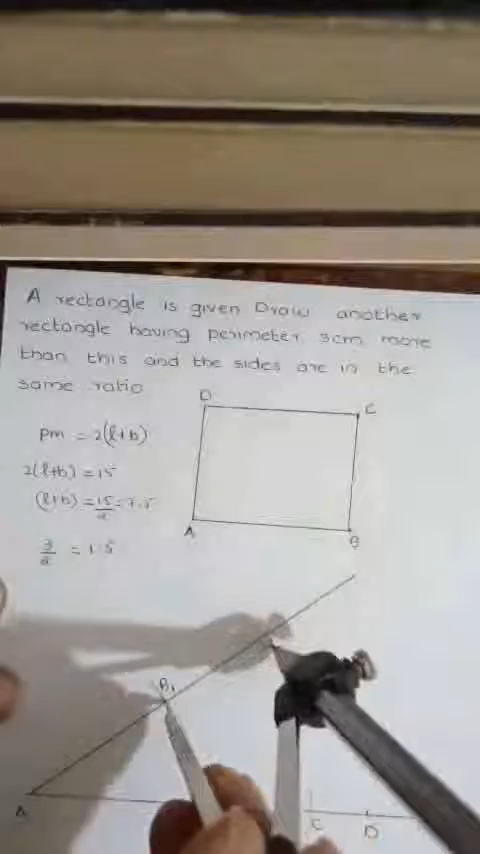 A rectangle is given Draw another
rectangle having perimeter 3cm more
than this and the sides are in the
same ratio
D
C
pm = 2(l+b)
2(l+b) = 15
(l+b) = 15/2 = 7.5
A
B
3/2 = 1.5
B1
A
C
D